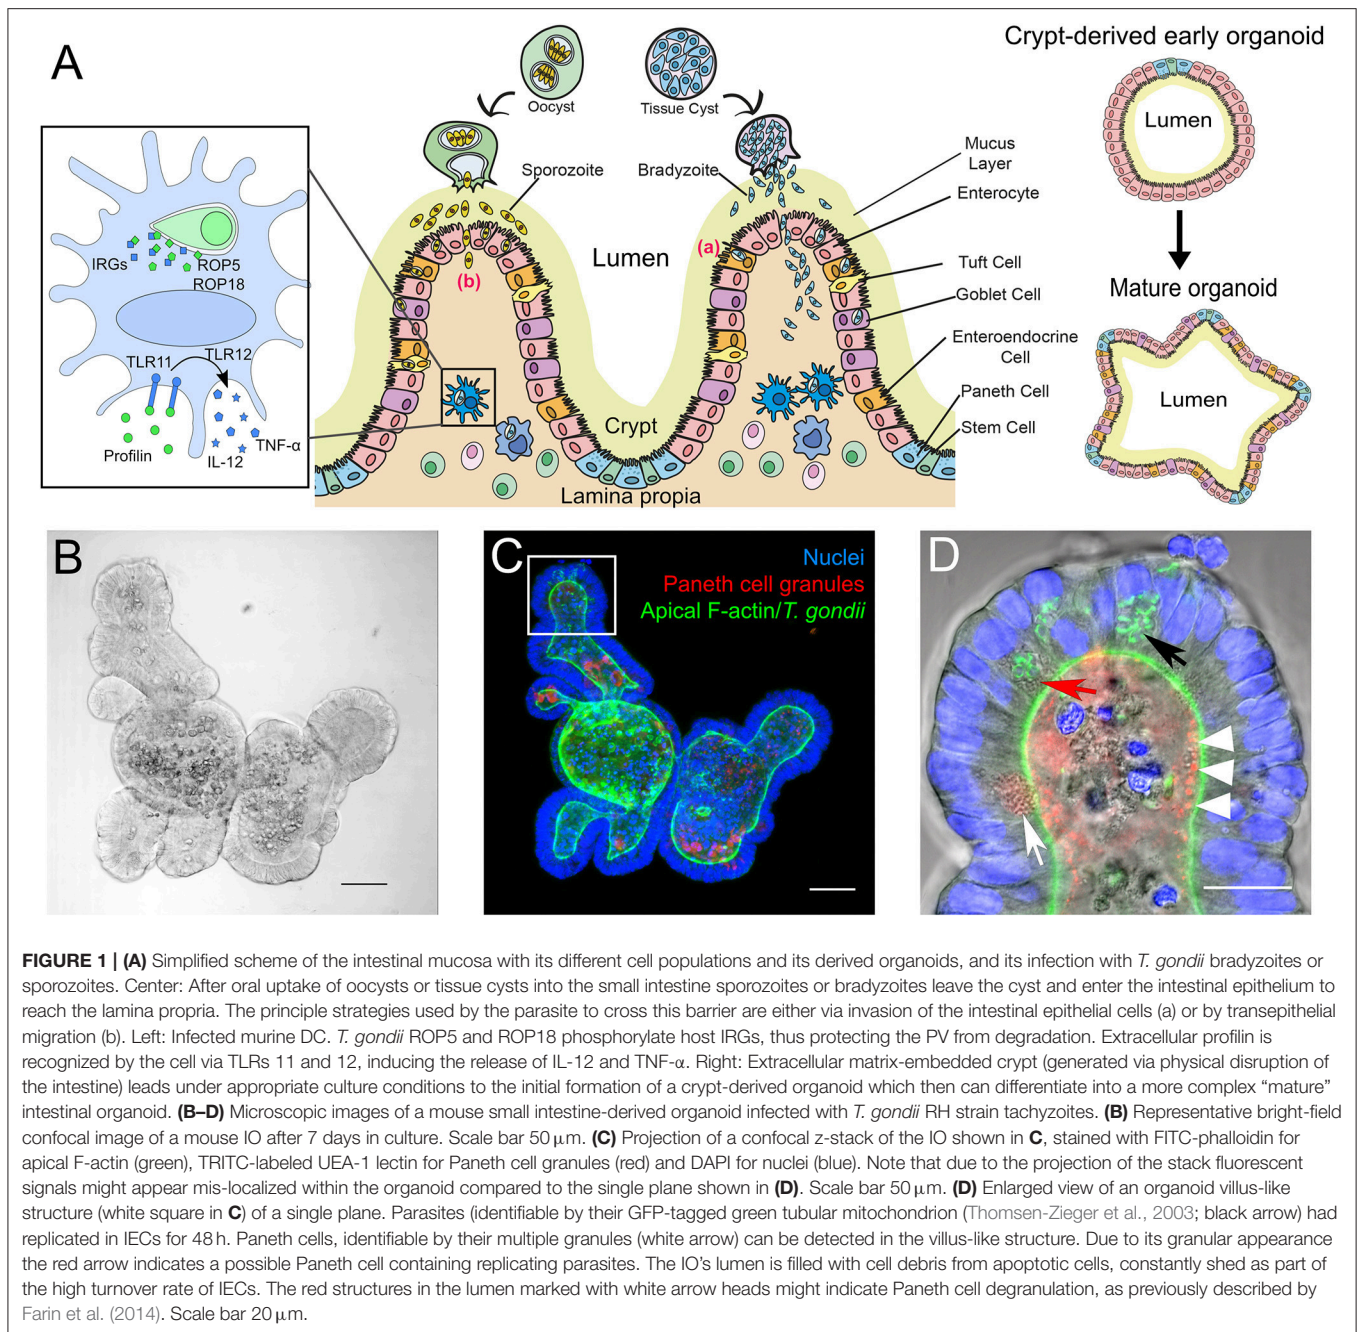 A
Oocyst
Tissue Cyst
Sporozoite
Bradyzoite
Mucus
Layer
Enterocyte
Tuft Cell
Goblet Cell
Enteroendocrine
Cell
Paneth Cell
Stem Cell
(a)
(b)
Lumen
Crypt
Lamina propia
IRGs
ROP5
ROP18
TLR11
TLR12
Profilin
IL-12
TNF-α
Crypt-derived early organoid
Lumen
Mature organoid
Lumen
B
C
Nuclei
Paneth cell granules
Apical F-actin/T. gondii
D
FIGURE 1 | (A) Simplified scheme of the intestinal mucosa with its different cell populations and its derived organoids, and its infection with T. gondii bradyzoites or
sporozoites. Center: After oral uptake of oocysts or tissue cysts into the small intestine sporozoites or bradyzoites leave the cyst and enter the intestinal epithelium to
reach the lamina propria. The principle strategies used by the parasite to cross this barrier are either via invasion of the intestinal epithelial cells (a) or by transepithelial
migration (b). Left: Infected murine DC. T. gondii ROP5 and ROP18 phosphorylate host IRGs, thus protecting the PV from degradation. Extracellular profilin is
recognized by the cell via TLRs 11 and 12, inducing the release of IL-12 and TNF-α. Right: Extracellular matrix-embedded crypt (generated via physical disruption of
the intestine) leads under appropriate culture conditions to the initial formation of a crypt-derived organoid which then can differentiate into a more complex “mature”
intestinal organoid. (B–D) Microscopic images of a mouse small intestine-derived organoid infected with T. gondii RH strain tachyzoites. (B) Representative bright-field
confocal image of a mouse IO after 7 days in culture. Scale bar 50 μm. (C) Projection of a confocal z-stack of the IO shown in C, stained with FITC-phalloidin for
apical F-actin (green), TRITC-labeled UEA-1 lectin for Paneth cell granules (red) and DAPI for nuclei (blue). Note that due to the projection of the stack fluorescent
signals might appear mis-localized within the organoid compared to the single plane shown in (D). Scale bar 50 μm. (D) Enlarged view of an organoid villus-like
structure (white square in C) of a single plane. Parasites (identifiable by their GFP-tagged green tubular mitochondrion (Thomsen-Zieger et al., 2003; black arrow) had
replicated in IECs for 48 h. Paneth cells, identifiable by their multiple granules (white arrow) can be detected in the villus-like structure. Due to its granular appearance
the red arrow indicates a possible Paneth cell containing replicating parasites. The IO’s lumen is filled with cell debris from apoptotic cells, constantly shed as part of
the high turnover rate of IECs. The red structures in the lumen marked with white arrow heads might indicate Paneth cell degranulation, as previously described by
Farin et al. (2014). Scale bar 20 μm.